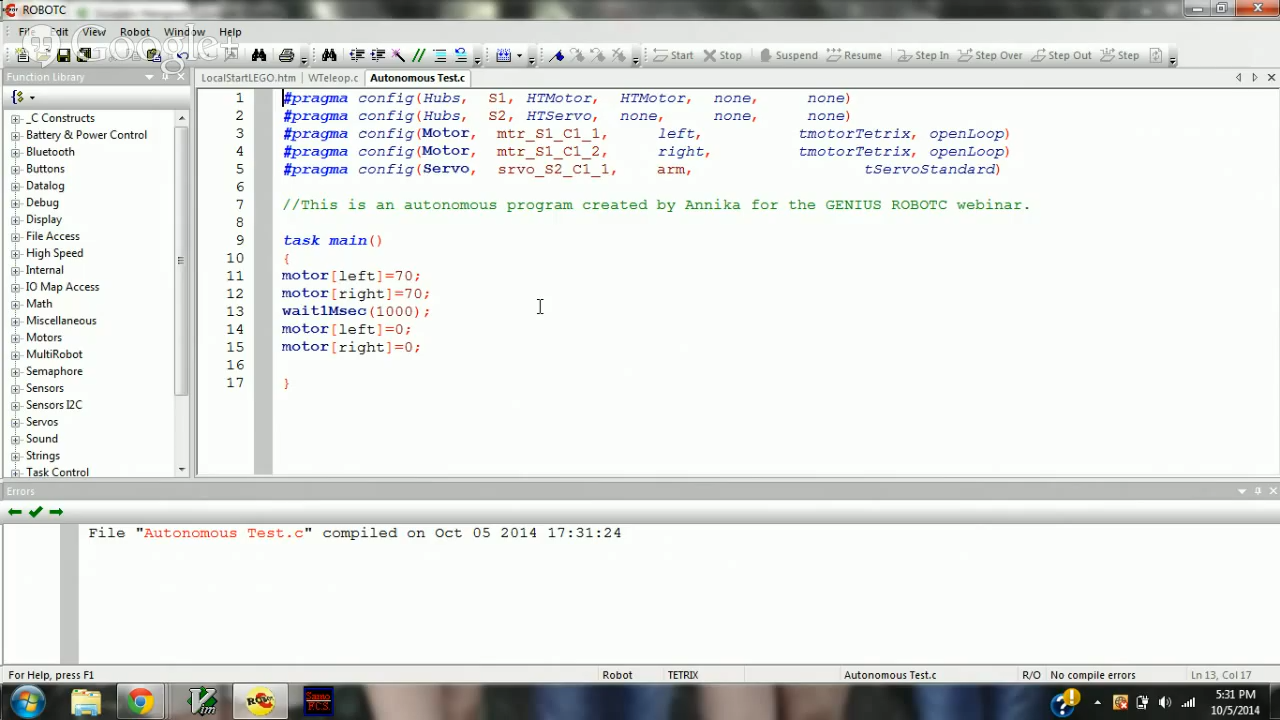 ROBOTC
File Edit View Robot Window Help
Google+
Start Stop Suspend Resume Step In Step Over Step Out Step
Function Library
LocalStartLEGO.htm WTeleop.c Autonomous Test.c
_C Constructs
Battery & Power Control
Bluetooth
Buttons
Datalog
Debug
Display
File Access
High Speed
Internal
IO Map Access
Math
Miscellaneous
Motors
MultiRobot
Semaphore
Sensors
Sensors I2C
Servos
Sound
Strings
Task Control
1 #pragma config(Hubs, S1, HTMotor, HTMotor, none, none)
2 #pragma config(Hubs, S2, HTServo, none, none, none)
3 #pragma config(Motor, mtr_S1_C1_1, left, tmotorTetrix, openLoop)
4 #pragma config(Motor, mtr_S1_C1_2, right, tmotorTetrix, openLoop)
5 #pragma config(Servo, srvo_S2_C1_1, arm, tServoStandard)
6
7 //This is an autonomous program created by Annika for the GENIUS ROBOTC webinar.
8
9 task main()
10 {
11 motor[left]=70;
12 motor[right]=70;
13 wait1Msec(1000);
14 motor[left]=0;
15 motor[right]=0;
16
17 }
Errors
File "Autonomous Test.c" compiled on Oct 05 2014 17:31:24
For Help, press F1 Robot TETRIX Autonomous Test.c R/O No compile errors Ln 13, Col 17
Vim
Samo
FCS
5:31 PM
10/5/2014